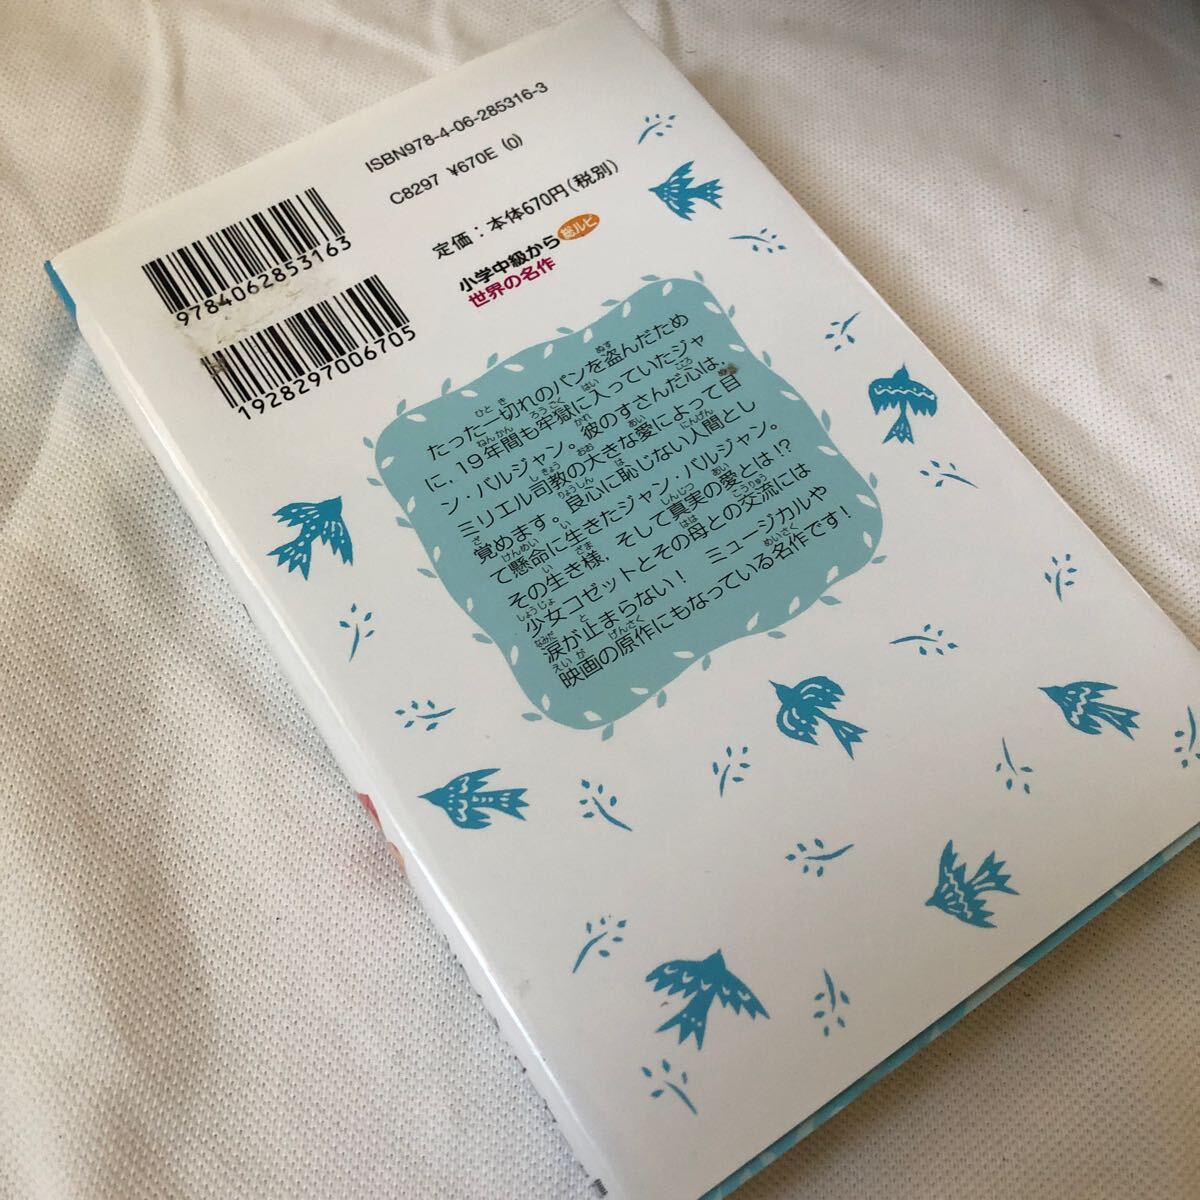 ISBN978-4-06-285316-3
C8297 ¥670E (0)
定価：本体670円（税別）
小学中級から 総ルビ
世界の名作
9784062853163
1928297006705
たった一切れのパンを盗んだため
に、19年間も牢獄に入っていたジャ
ン・バルジャン。彼のすさんだ心は、
ミリエル司教の大きな愛によって目
覚めます。良心に恥じない人間とし
て懸命に生きたジャン・バルジャン。
その生き様、そして真実の愛とは!?
少女コゼットとその母との交流には
涙が止まらない！　ミュージカルや
映画の原作にもなっている名作です！